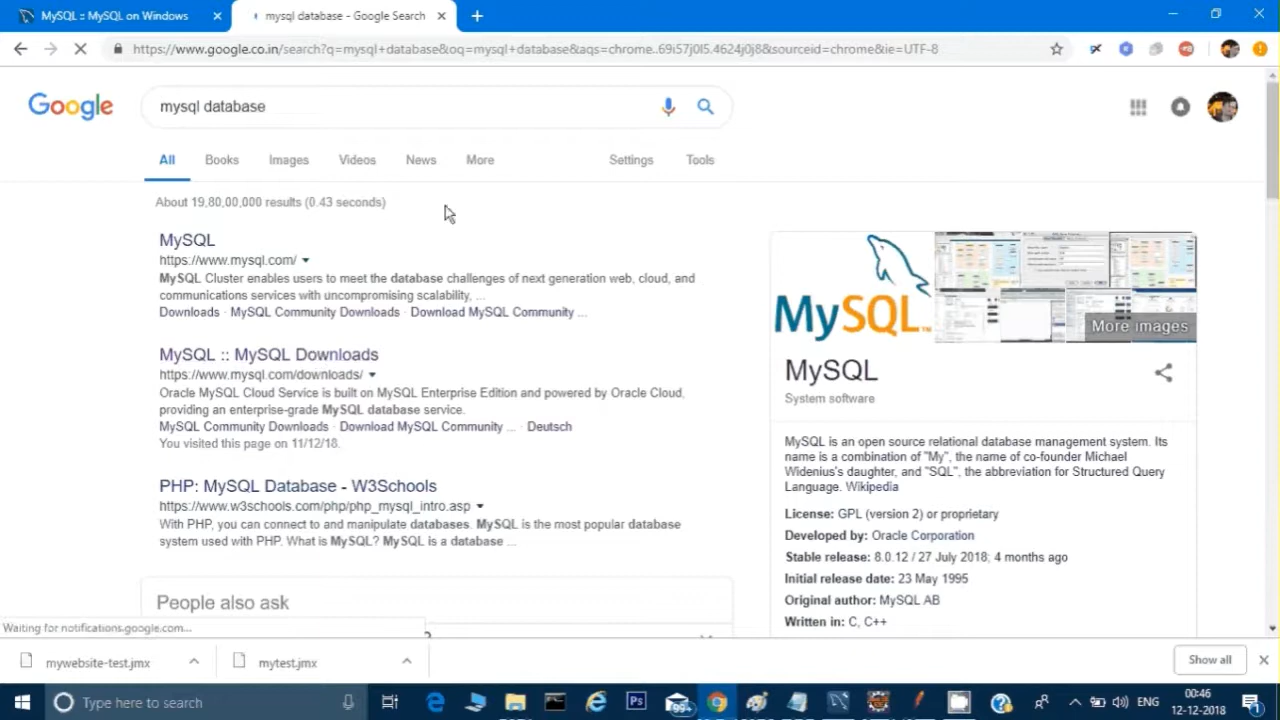 MySQL :: MySQL on Windows
mysql database - Google Search
https://www.google.co.in/search?q=mysql+database&oq=mysql+database&aqs=chrome..69i57j0l5.4624j0j8&sourceid=chrome&ie=UTF-8
Google
mysql database
All Books Images Videos News More Settings Tools
About 19,80,00,000 results (0.43 seconds)
MySQL
https://www.mysql.com/
MySQL Cluster enables users to meet the database challenges of next generation web, cloud, and
communications services with uncompromising scalability, ...
Downloads · MySQL Community Downloads · Download MySQL Community ...
MySQL :: MySQL Downloads
https://www.mysql.com/downloads/
Oracle MySQL Cloud Service is built on MySQL Enterprise Edition and powered by Oracle Cloud,
providing an enterprise-grade MySQL database service.
MySQL Community Downloads · Download MySQL Community ... · Deutsch
You visited this page on 11/12/18.
PHP: MySQL Database - W3Schools
https://www.w3schools.com/php/php_mysql_intro.asp
With PHP, you can connect to and manipulate databases. MySQL is the most popular database
system used with PHP. What is MySQL? MySQL is a database ...
People also ask
MySQL™
More images
MySQL
System software
MySQL is an open source relational database management system. Its
name is a combination of "My", the name of co-founder Michael
Widenius's daughter, and "SQL", the abbreviation for Structured Query
Language. Wikipedia
License: GPL (version 2) or proprietary
Developed by: Oracle Corporation
Stable release: 8.0.12 / 27 July 2018; 4 months ago
Initial release date: 23 May 1995
Original author: MySQL AB
Written in: C, C++
Waiting for notifications.google.com...
mywebsite-test.jmx
mytest.jmx
Show all
Type here to search
Ps
99+
ENG
00:46
12-12-2018
1